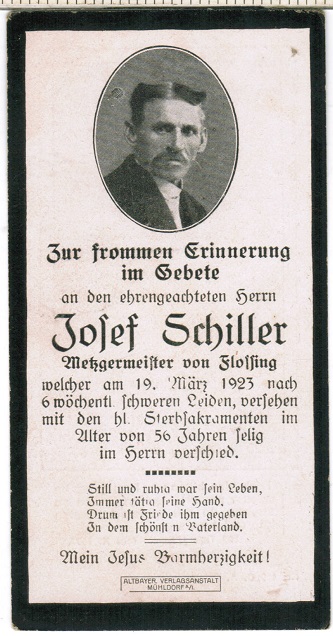 Zur frommen Erinnerung
im Gebete
an den ehrengeachteten Herrn
Josef Schiller
Metzgermeister von Flossing
welcher am 19. März 1923 nach
6 wöchentl. schweren Leiden, versehen
mit den hl. Sterbsakramenten im
Alter von 56 Jahren selig
im Herrn verschied.
Still und ruhig war sein Leben,
Immer tätig seine Hand,
Drum ist Friede ihm gegeben
In dem schönst n Vaterland.
Mein Jesus Barmherzigkeit!
ALTBAYER. VERLAGSANSTALT
MÜHLDORF a/I.